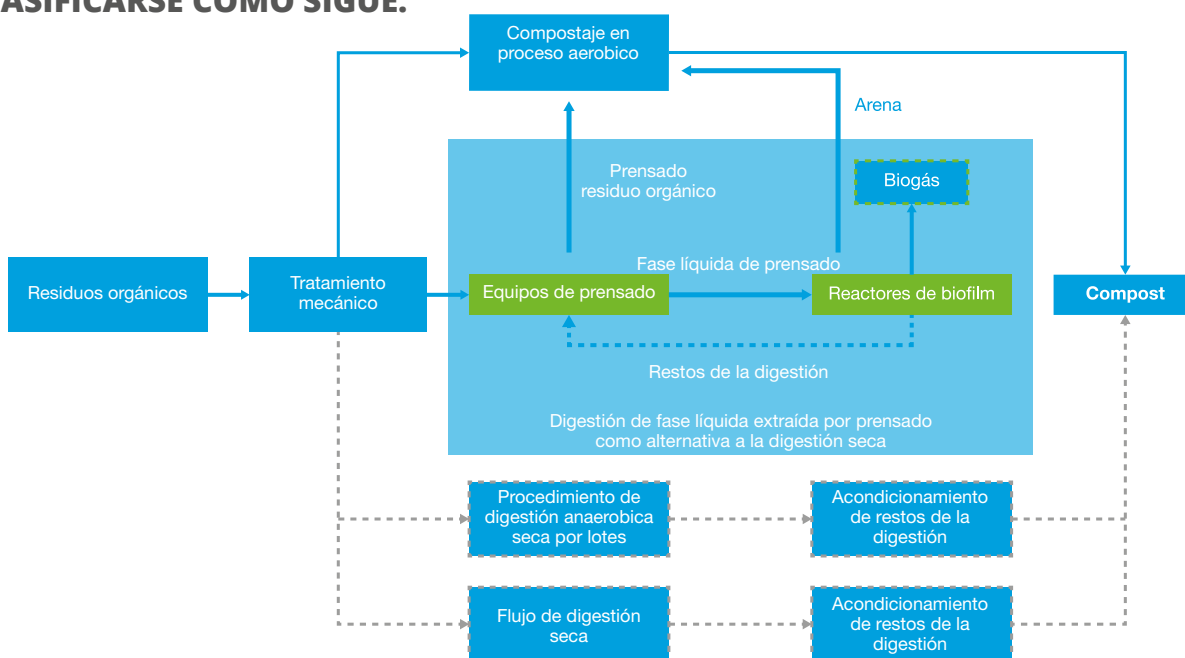 ASIFICARSE COMO SIGUE:
Compostaje en
proceso aerobico
Arena
Prensado
residuo orgánico
Biogás
Fase líquida de prensado
Residuos orgánicos
Tratamiento
mecánico
Equipos de prensado
Reactores de biofilm
Compost
Restos de la digestión
Digestión de fase líquida extraída por prensado
como alternativa a la digestión seca
Procedimiento de
digestión anaerobica
seca por lotes
Acondicionamiento
de restos de la
digestión
Flujo de digestión
seca
Acondicionamiento
de restos de la
digestión